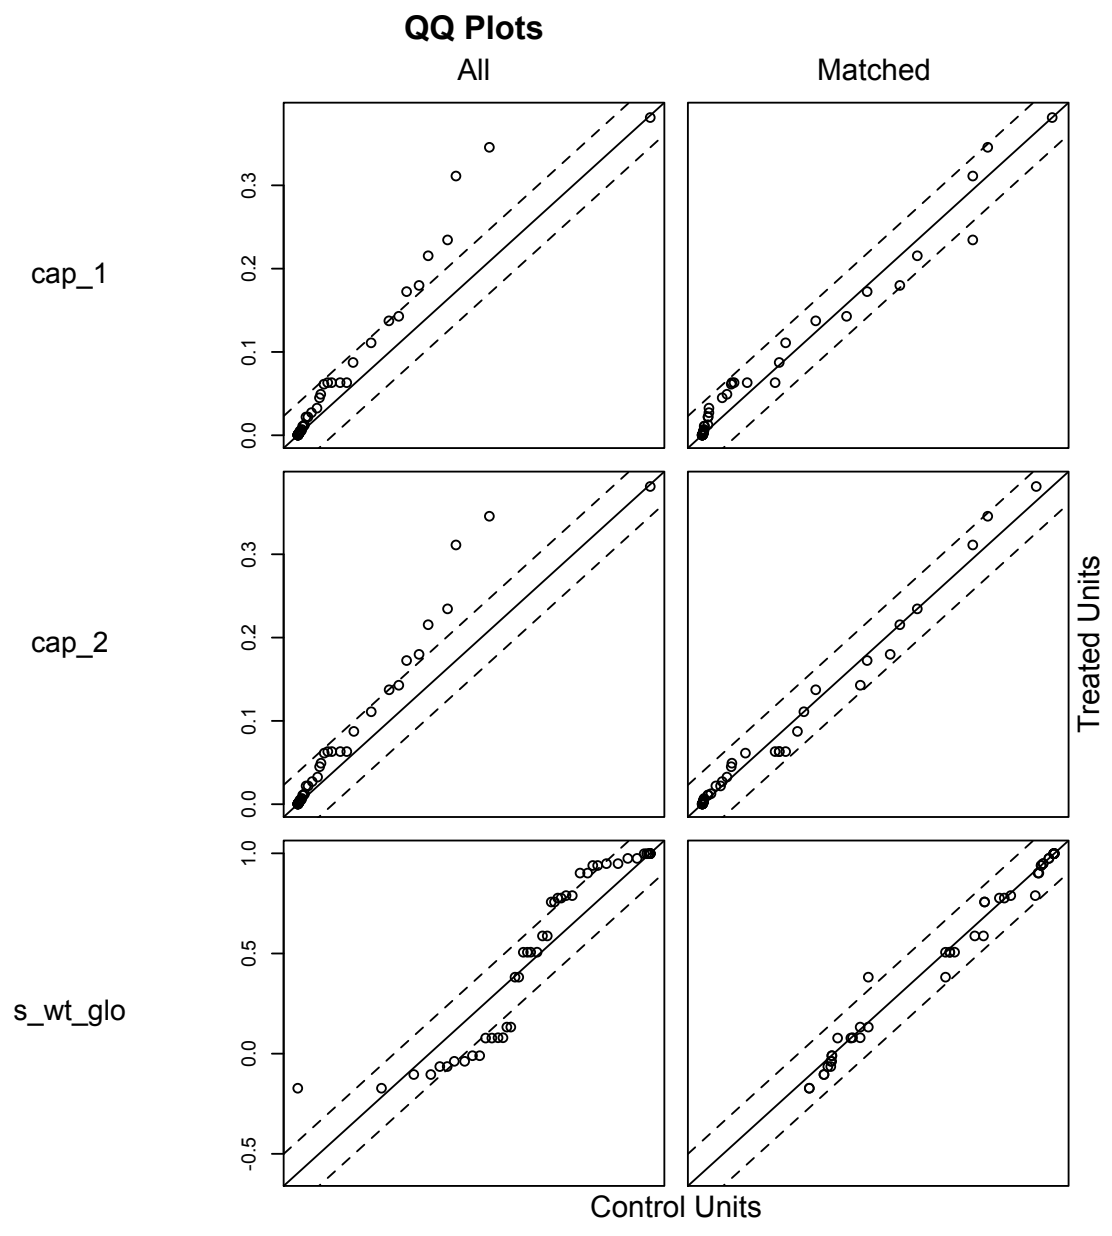 QQ Plots
All Matched
cap_1
0.3
0.2
0.1
0.0
cap_2
0.3
0.2
0.1
0.0
Treated Units
s_wt_glo
1.0
0.5
0.0
-0.5
Control Units